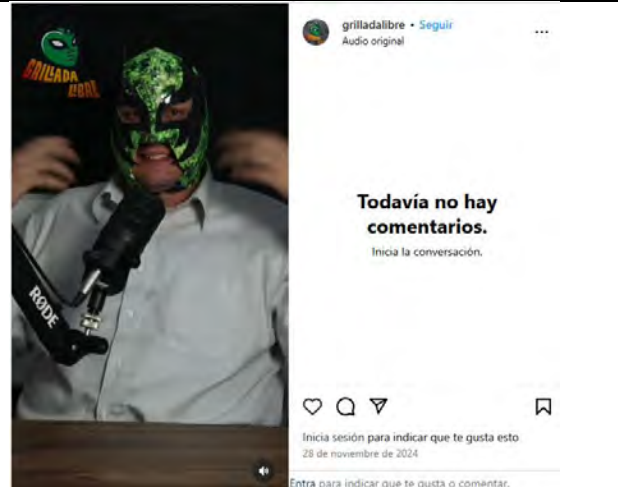 GRILLADA
LIBRE
RØDE
grilladalibre • Seguir
Audio original
Todavía no hay
comentarios.
Inicia la conversación.
Inicia sesión para indicar que te gusta esto
28 de noviembre de 2024
Entra para indicar que te gusta o comentar.